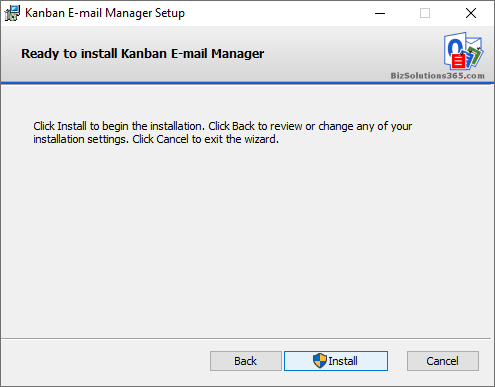 Kanban E-mail Manager Setup
Ready to install Kanban E-mail Manager
BizSolutions365.com
Click Install to begin the installation. Click Back to review or change any of your
installation settings. Click Cancel to exit the wizard.
Back
Install
Cancel